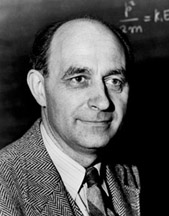 p²/2m = K.E